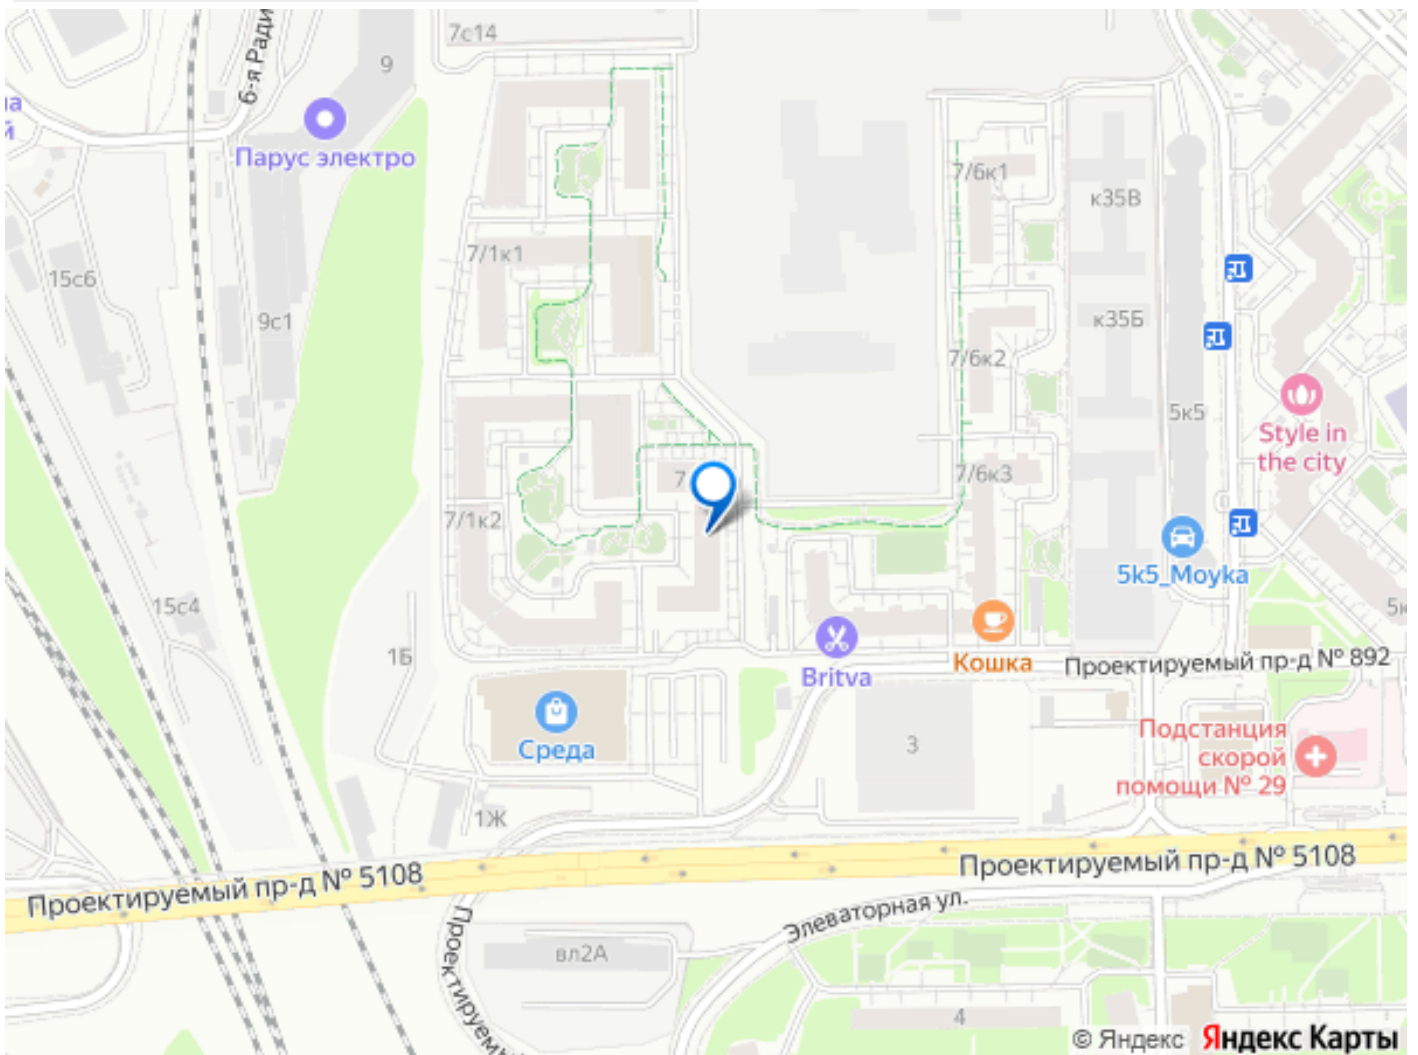 7с14
9
6-я Ради
на
й
Парус электро
7/6к1
к35В
7/1к1
15с6
9с1
к35Б
7/6к2
5к5
Style in
the city
7
7/6к3
7/1к2
5k5_Moyka
15с4
1Б
Britva
Кошка
Проектируемый пр-д № 892
Среда
3
Подстанция
скорой
помощи № 29
1Ж
Проектируемый пр-д № 5108
Проектируемый пр-д № 5108
Элеваторная ул.
Проектируемый
вл2А
4
© Яндекс Яндекс Карты